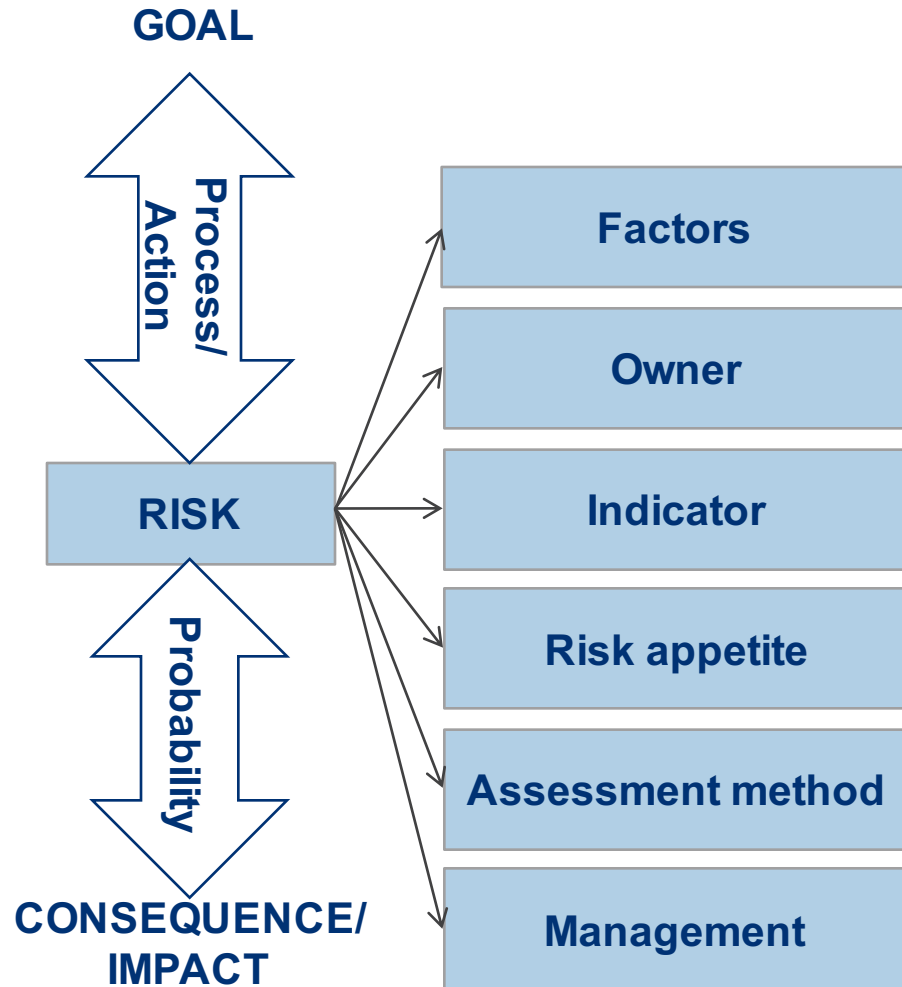 GOAL
Process/
Action
RISK
Probability
CONSEQUENCE/
IMPACT
Factors
Owner
Indicator
Risk appetite
Assessment method
Management